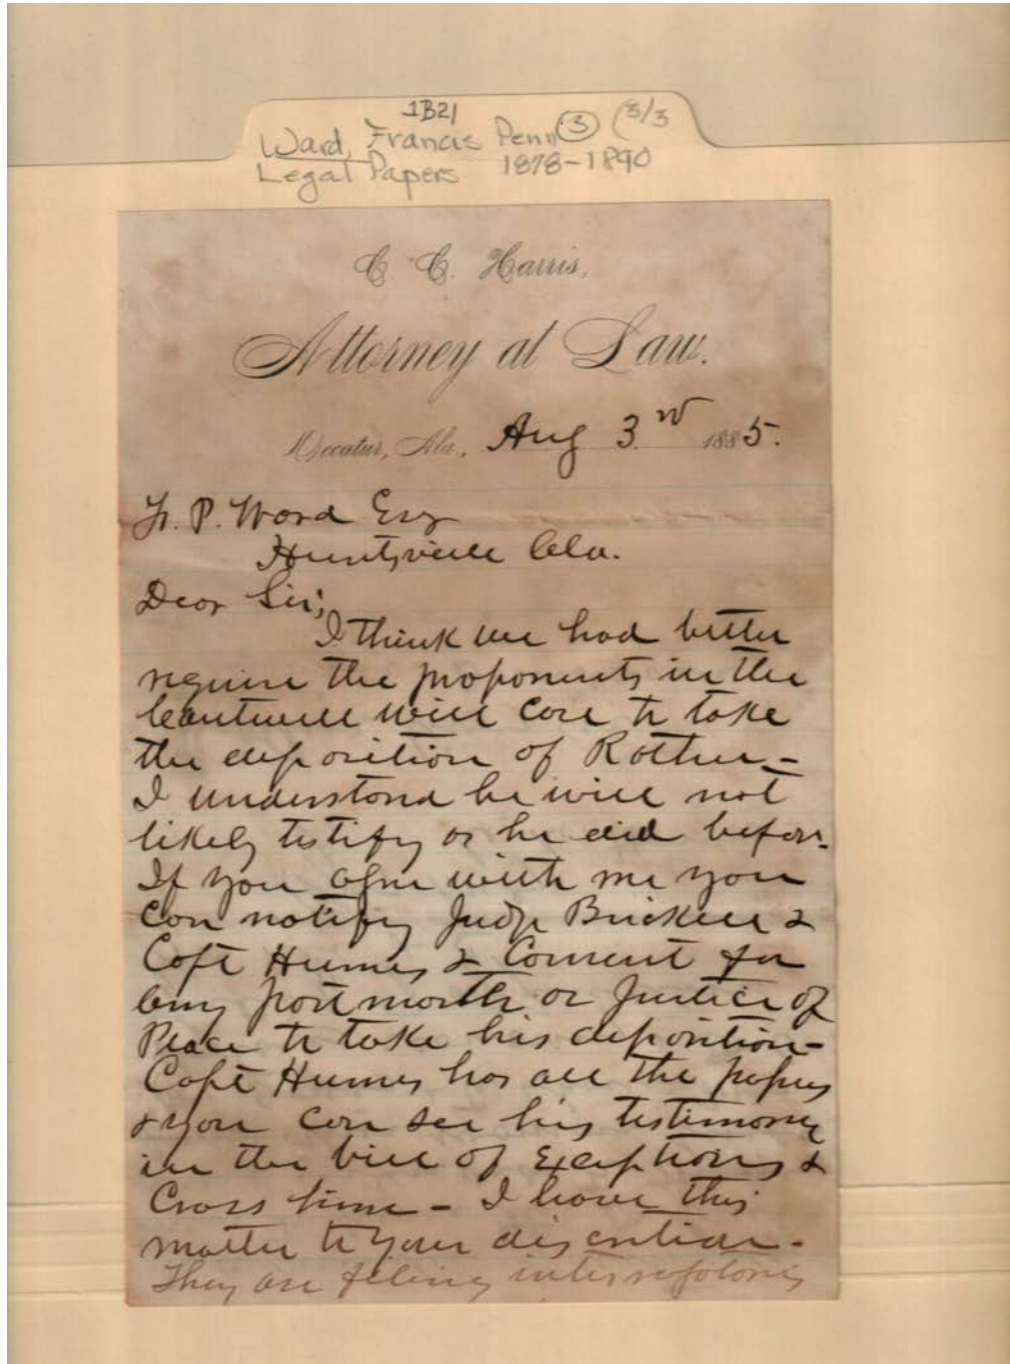 1B21
Ward, Francis Penn (3) (3/3
Legal Papers 1878-1890
C. C. Harris,
Attorney at Law.
Decatur, Ala., Aug 3rd 1885.
F. P. Ward Esq
Huntsville Ala.
Dear Sir;
I think we had better
require the proponents in the
Cantwell will case to take
the deposition of
I understand he will not
likely testify as he did before.
If you agree with me you
can notify Judge Brickell &
Capt Humes & Consent for
any post master or Justice of
Peace to take his deposition-
Capt Humes has all the papers
& you can see his testimony
in the bill of Exceptions &
Cross him - I leave this
matter to your discretion -
They are filing interrogatories